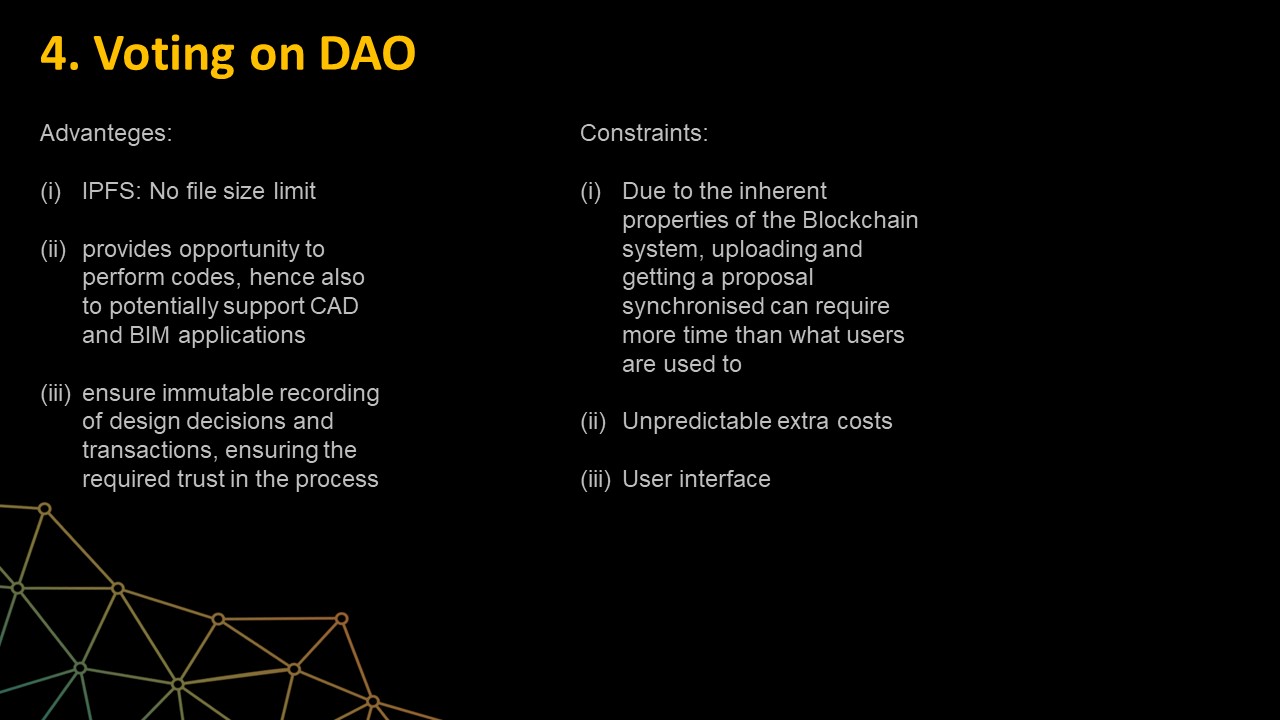 4. Voting on DAO
Advanteges:
(i) IPFS: No file size limit
(ii) provides opportunity to
perform codes, hence also
to potentially support CAD
and BIM applications
(iii) ensure immutable recording
of design decisions and
transactions, ensuring the
required trust in the process
Constraints:
(i) Due to the inherent
properties of the Blockchain
system, uploading and
getting a proposal
synchronised can require
more time than what users
are used to
(ii) Unpredictable extra costs
(iii) User interface